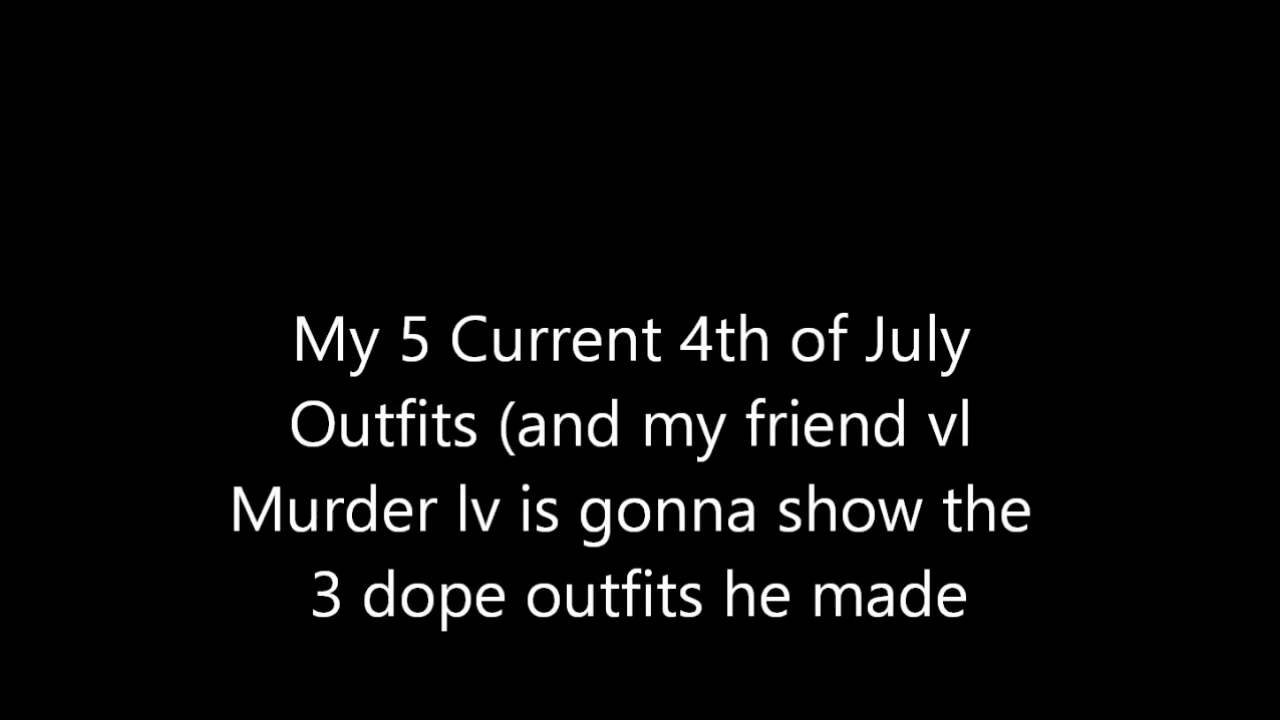 My 5 Current 4th of July
Outfits (and my friend vl
Murder lv is gonna show the
3 dope outfits he made